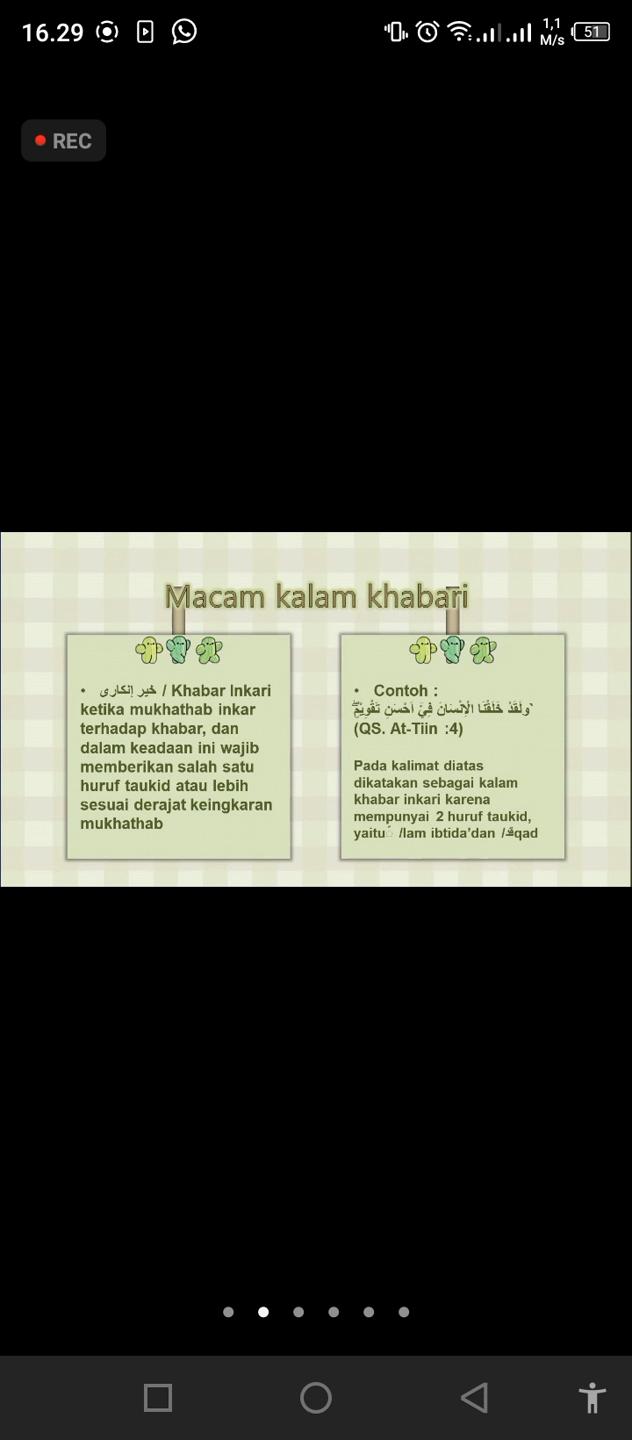 16.29
1,1
M/s
51
REC
Macam kalam khabari
• خبر إنكارى / Khabar Inkari
ketika mukhathab inkar
terhadap khabar, dan
dalam keadaan ini wajib
memberikan salah satu
huruf taukid atau lebih
sesuai derajat keingkaran
mukhathab
• Contoh :
وَلَقَدْ خَلَقْنَا الْاِنْسَانَ فِيْٓ اَحْسَنِ تَقْوِيْمٍۖ
(QS. At-Tiin :4)
Pada kalimat diatas
dikatakan sebagai kalam
khabar inkari karena
mempunyai 2 huruf taukid,
yaitu /lam ibtida'dan /قدqad